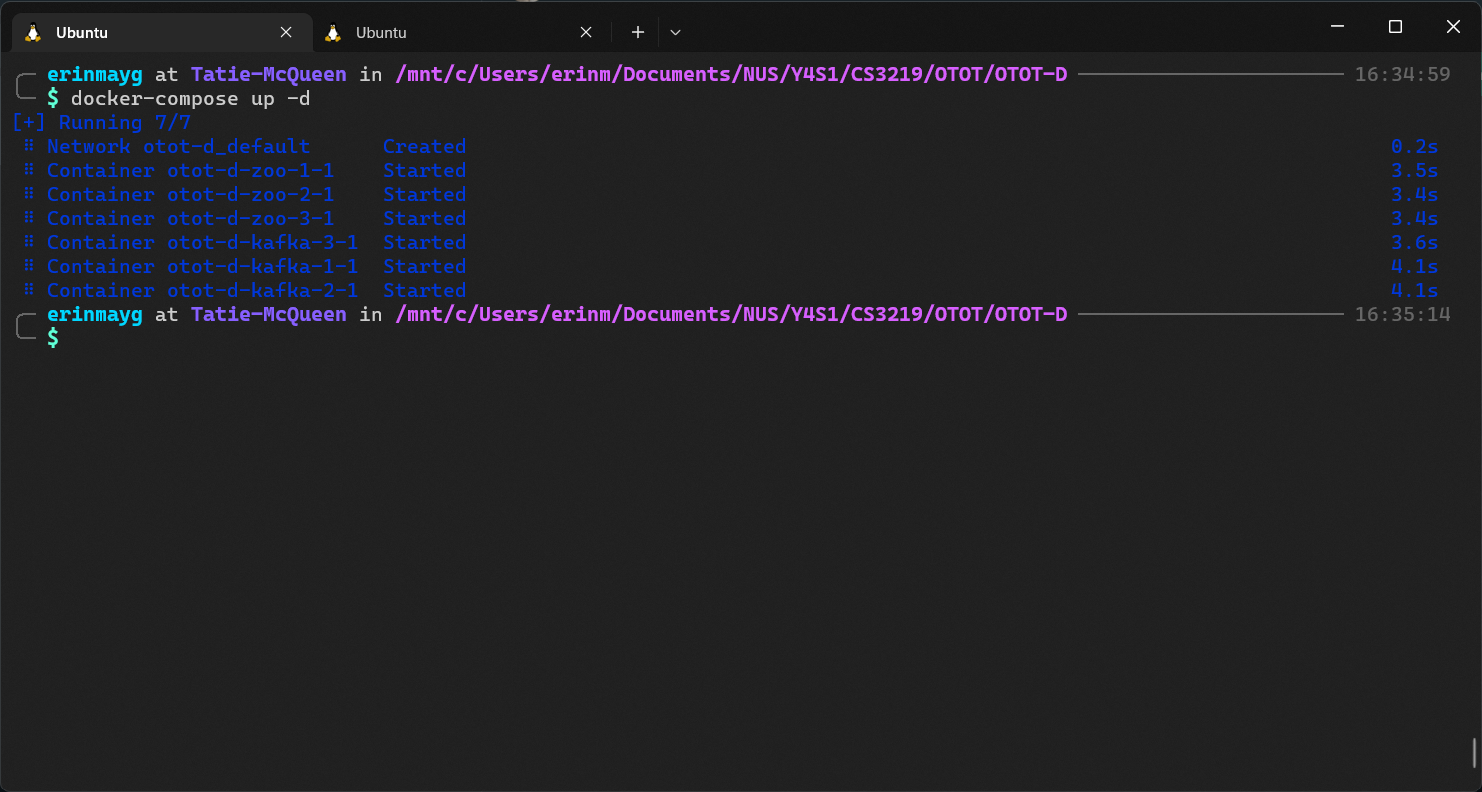 Ubuntu Ubuntu
erinmayg at Tatie-McQueen in /mnt/c/Users/erinm/Documents/NUS/Y4S1/CS3219/OTOT/OTOT-D 16:34:59
$ docker-compose up -d
[+] Running 7/7
⠿ Network otot-d_default Created 0.2s
⠿ Container otot-d-zoo-1-1 Started 3.5s
⠿ Container otot-d-zoo-2-1 Started 3.4s
⠿ Container otot-d-zoo-3-1 Started 3.4s
⠿ Container otot-d-kafka-3-1 Started 3.6s
⠿ Container otot-d-kafka-1-1 Started 4.1s
⠿ Container otot-d-kafka-2-1 Started 4.1s
erinmayg at Tatie-McQueen in /mnt/c/Users/erinm/Documents/NUS/Y4S1/CS3219/OTOT/OTOT-D 16:35:14
$